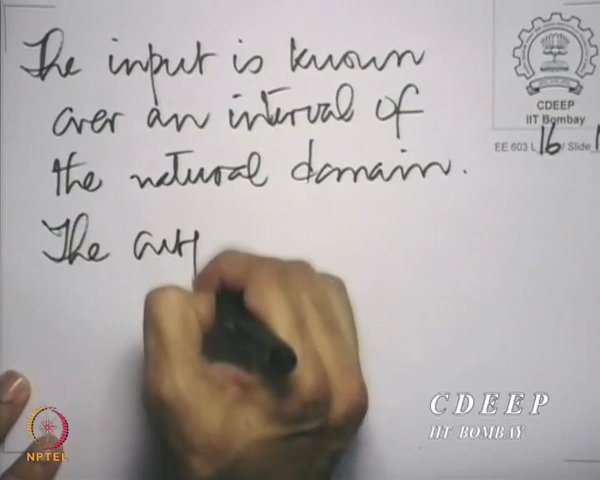 The input is known
over an interval of
the natural domain.
The outp
CDEEP
IIT Bombay
EE 603 L 16 / Slide 1
CDEEP
IIT BOMBAY
NPTEL